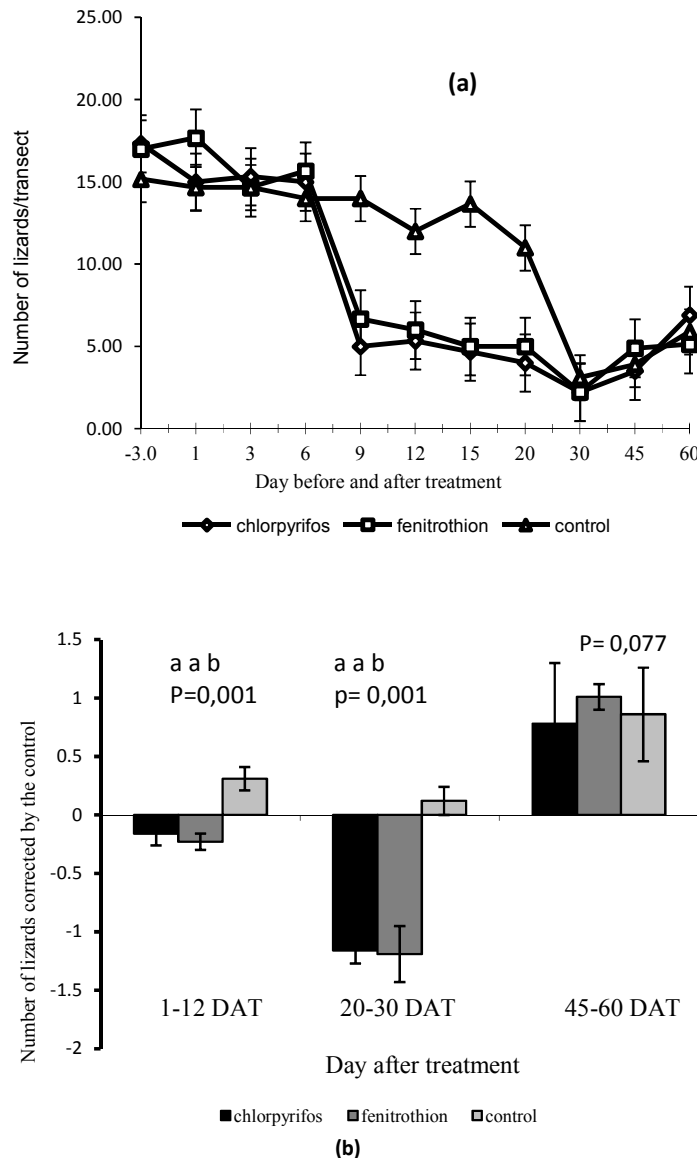 25.00
20.00
15.00
10.00
5.00
0.00
(a)
Number of lizards/transect
-3.0 1 3 6 9 12 15 20 30 45 60
Day before and after treatment
chlorpyrifos fenitrothion control
1.5
1
0.5
0
-0.5
-1
-1.5
-2
Number of lizards corrected by the control
a a b
P=0,001
a a b
p= 0,001
P= 0,077
1-12 DAT 20-30 DAT 45-60 DAT
Day after treatment
chlorpyrifos fenitrothion control
(b)